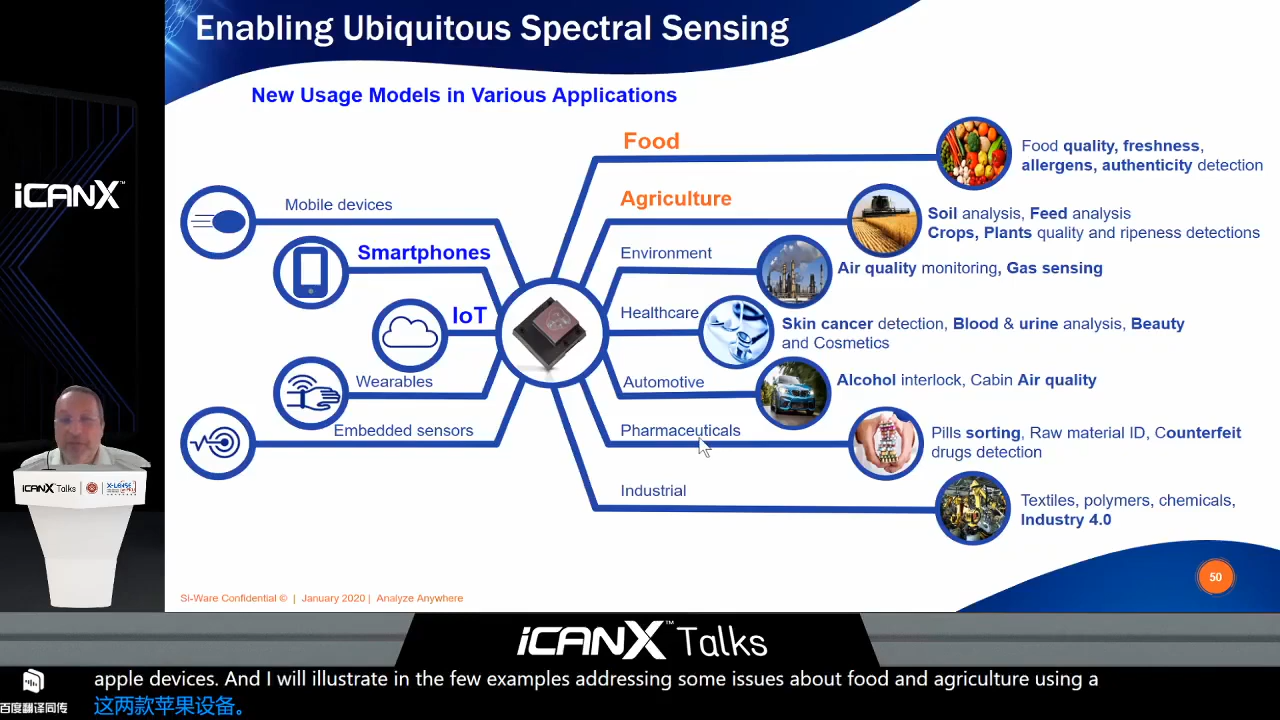 Enabling Ubiquitous Spectral Sensing
New Usage Models in Various Applications
iCANX™
Mobile devices
Smartphones
IoT
Wearables
Embedded sensors
Food
Food quality, freshness,
allergens, authenticity detection
Agriculture
Soil analysis, Feed analysis
Crops, Plants quality and ripeness detections
Environment
Air quality monitoring, Gas sensing
Healthcare
Skin cancer detection, Blood & urine analysis, Beauty
and Cosmetics
Automotive
Alcohol interlock, Cabin Air quality
Pharmaceuticals
Pills sorting, Raw material ID, Counterfeit
drugs detection
Industrial
Textiles, polymers, chemicals,
Industry 4.0
iCANX Talks
50
Si-Ware Confidential © | January 2020 | Analyze Anywhere
iCANX™ Talks
apple devices. And I will illustrate in the few examples addressing some issues about food and agriculture using a
百度翻译同传
这两款苹果设备。